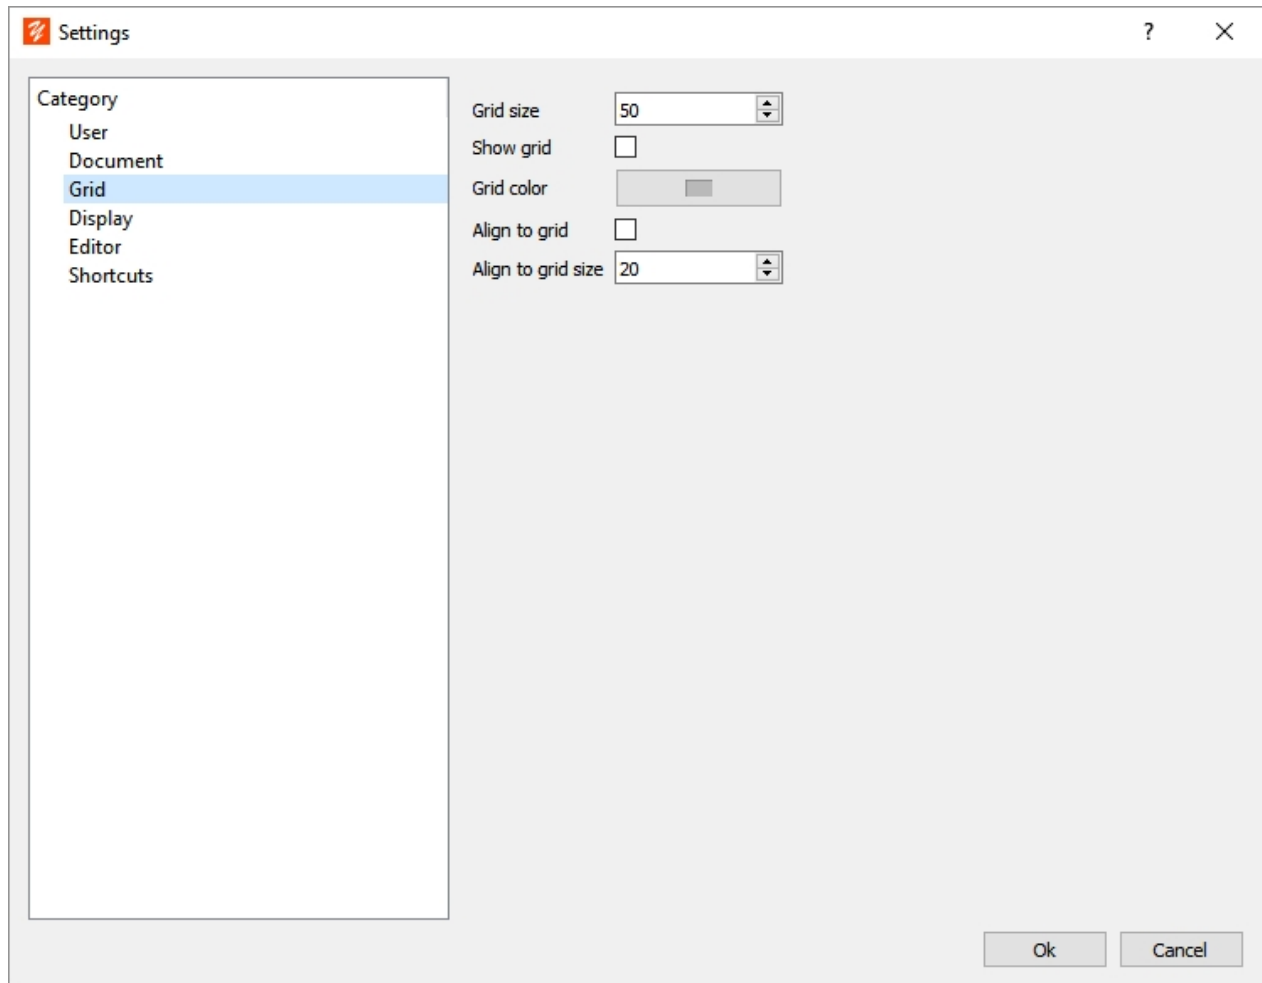 Settings
?
Category
User
Document
Grid
Display
Editor
Shortcuts
Grid size 50
Show grid
Grid color
Align to grid
Align to grid size 20
Ok Cancel